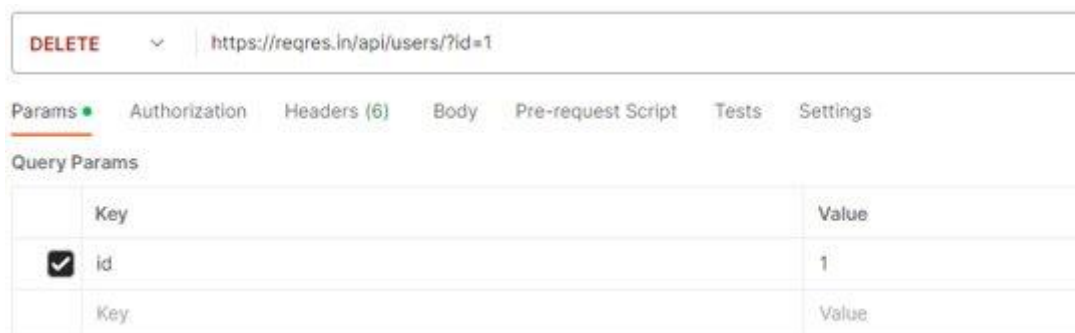 DELETE https://reqres.in/api/users/?id=1
Params Authorization Headers (6) Body Pre-request Script Tests Settings
Query Params
Key Value
id 1
Key Value